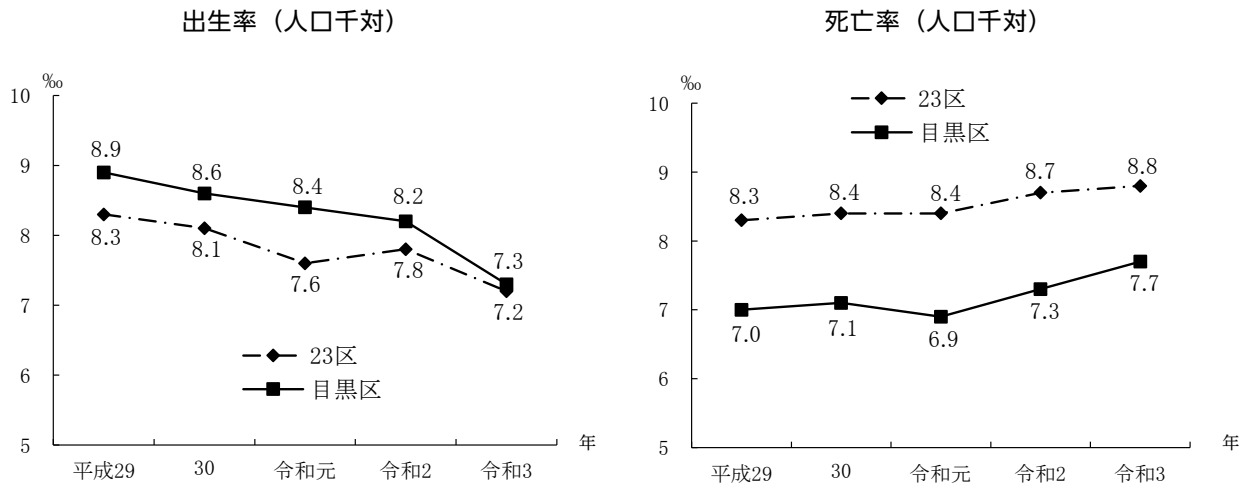 出生率（人口千対）
‰
10
9
8
7
6
5
8.9
8.6
8.4
8.2
7.3
8.3
8.1
7.6
7.8
7.2
23区
目黒区
平成29
30
令和元
令和2
令和3
年
死亡率（人口千対）
‰
10
9
8
7
6
5
23区
目黒区
8.3
8.4
8.4
8.7
8.8
7.0
7.1
6.9
7.3
7.7
平成29
30
令和元
令和2
令和3
年